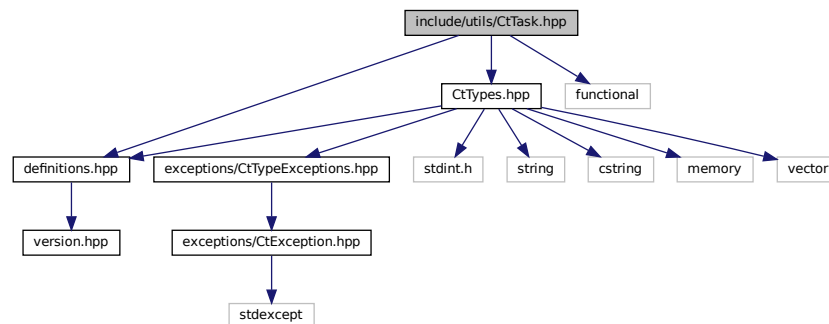 include/utils/CtTask.hpp
CtTypes.hpp
functional
definitions.hpp
exceptions/CtTypeExceptions.hpp
stdint.h
string
cstring
memory
vector
version.hpp
exceptions/CtException.hpp
stdexcept